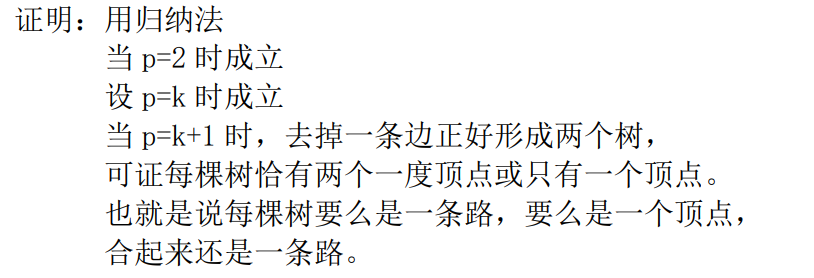 证明：用归纳法
当 p=2 时成立
设 p=k 时成立
当 p=k+1 时，去掉一条边正好形成两个树，
可证每棵树恰有两个一度顶点或只有一个顶点。
也就是说每棵树要么是一条路，要么是一个顶点，
合起来还是一条路。